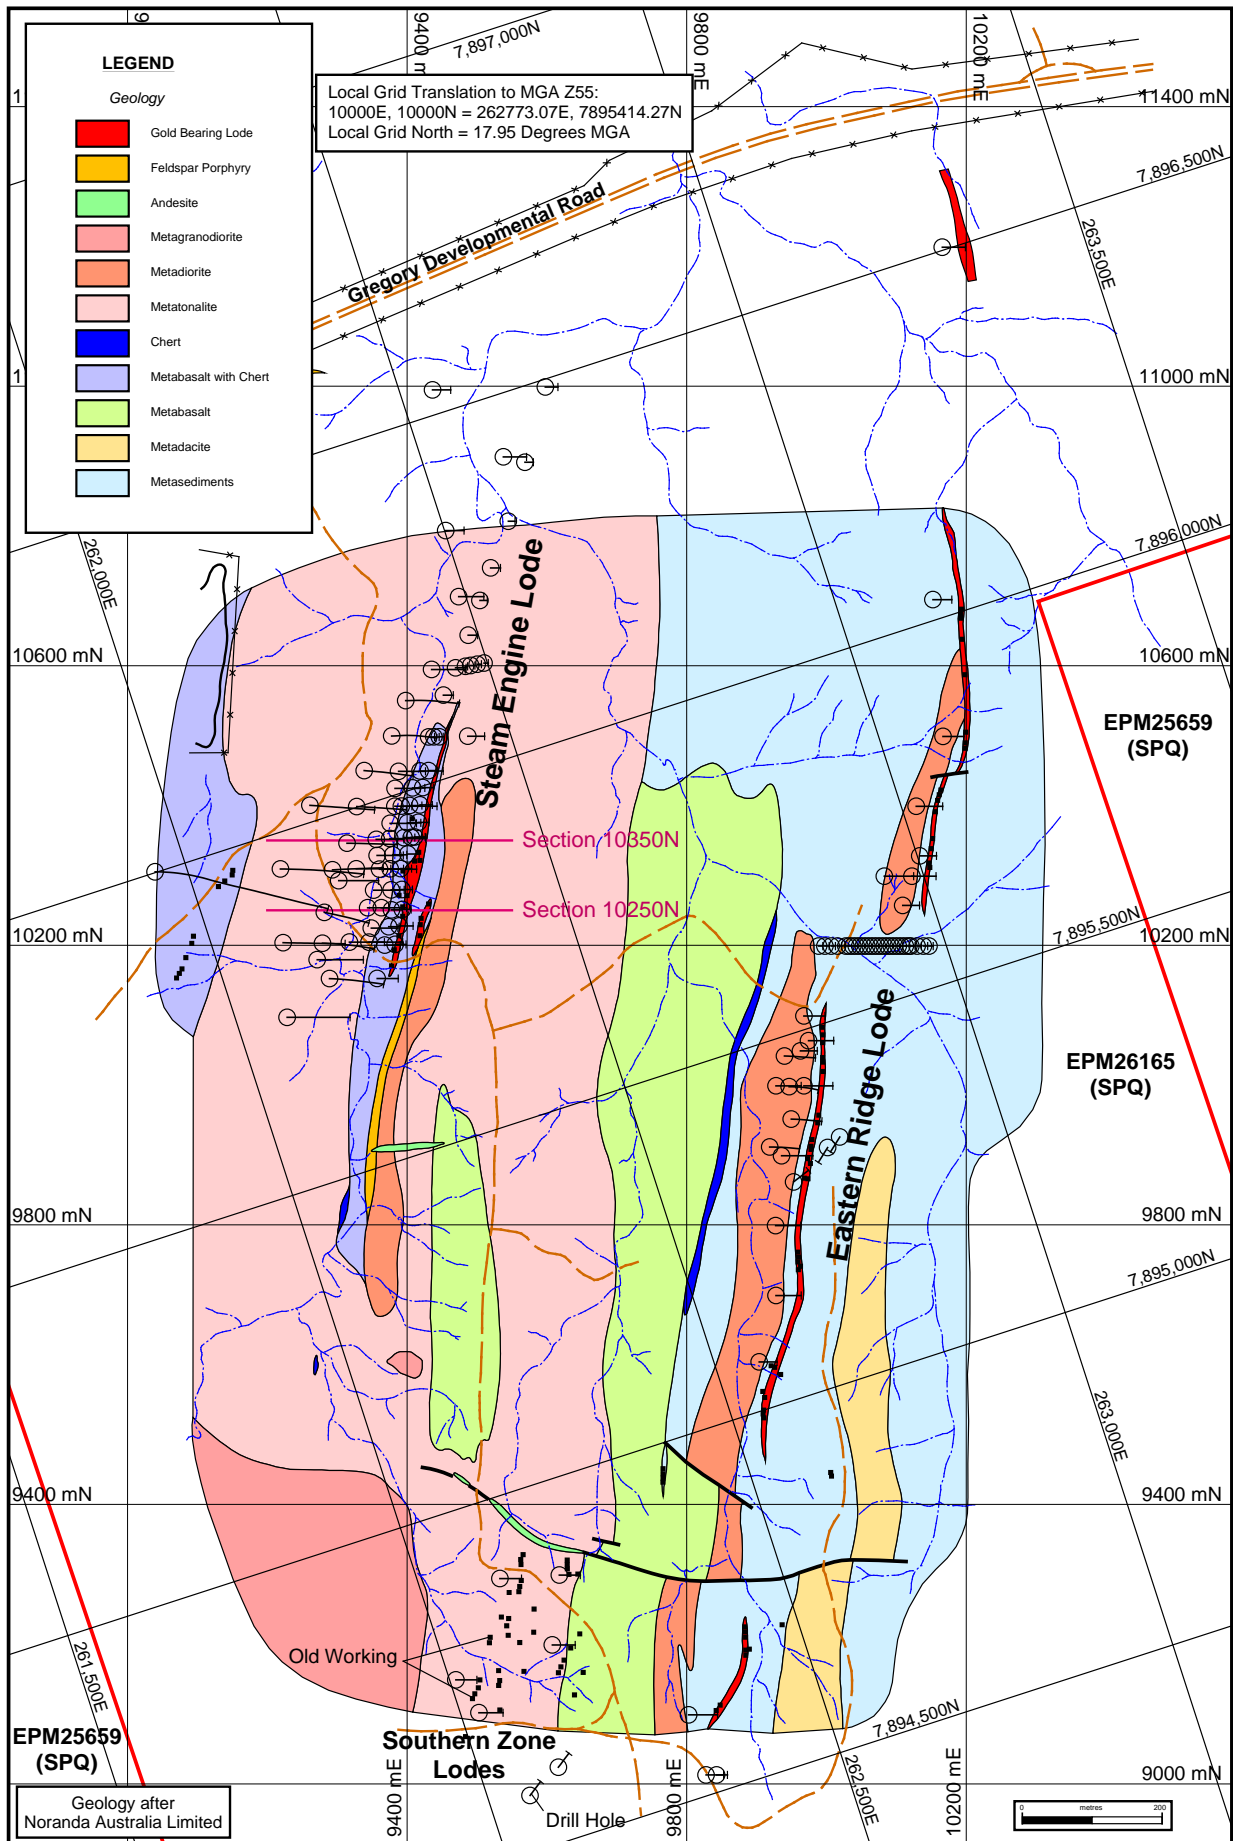 LEGEND
Geology
Gold Bearing Lode
Feldspar Porphyry
Andesite
Metagranodiorite
Metadiorite
Metatonalite
Chert
Metabasalt with Chert
Metabasalt
Metadacite
Metasediments
Local Grid Translation to MGA Z55:
10000E, 10000N = 262773.07E, 7895414.27N
Local Grid North = 17.95 Degrees MGA
7,897,000N
9800 mE
10200 mE
11400 mN
7,896,500N
263,500E
Gregory Developmental Road
11000 mN
7,896,000N
262,000E
Steam Engine Lode
10600 mN
10600 mN
EPM25659
(SPQ)
Section 10350N
Section 10250N
7,895,500N
10200 mN
10200 mN
EPM26165
(SPQ)
Eastern Ridge Lode
9800 mN
9800 mN
7,895,000N
263,000E
9400 mN
9400 mN
Old Working
261,500E
7,894,500N
EPM25659
(SPQ)
Southern Zone
Lodes
9400 mE
9800 mE
262,500E
10200 mE
9000 mN
Drill Hole
Geology after
Noranda Australia Limited
0 metres 200